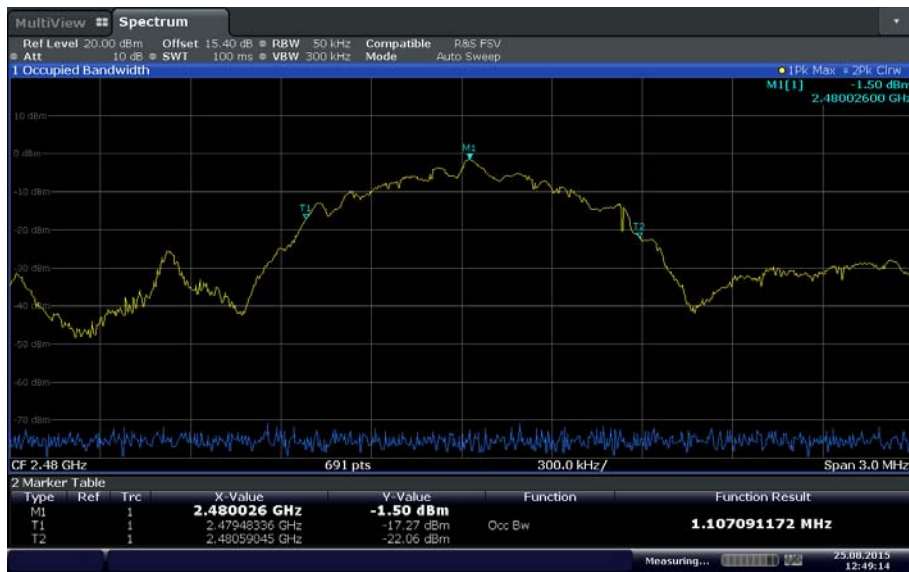 MultiView Spectrum
Ref Level 20.00 dBm Offset 15.40 dB RBW 50 kHz Compatible R&S FSV
Att 10 dB SWT 100 ms VBW 300 kHz Mode Auto Sweep
1 Occupied Bandwidth 1Pk Max 2Pk Clrw
M1[1] -1.50 dBm
2.48002600 GHz
10 dBm
0 dBm
M1
-10 dBm
T1
-20 dBm
T2
-30 dBm
-40 dBm
-50 dBm
-60 dBm
-70 dBm
CF 2.48 GHz 691 pts 300.0 kHz/ Span 3.0 MHz
2 Marker Table
Type Ref Trc X-Value Y-Value Function Function Result
M1 1 2.480026 GHz -1.50 dBm
T1 1 2.47948336 GHz -17.27 dBm Occ Bw 1.107091172 MHz
T2 1 2.48059045 GHz -22.06 dBm
Measuring... 25.08.2015
12:49:14